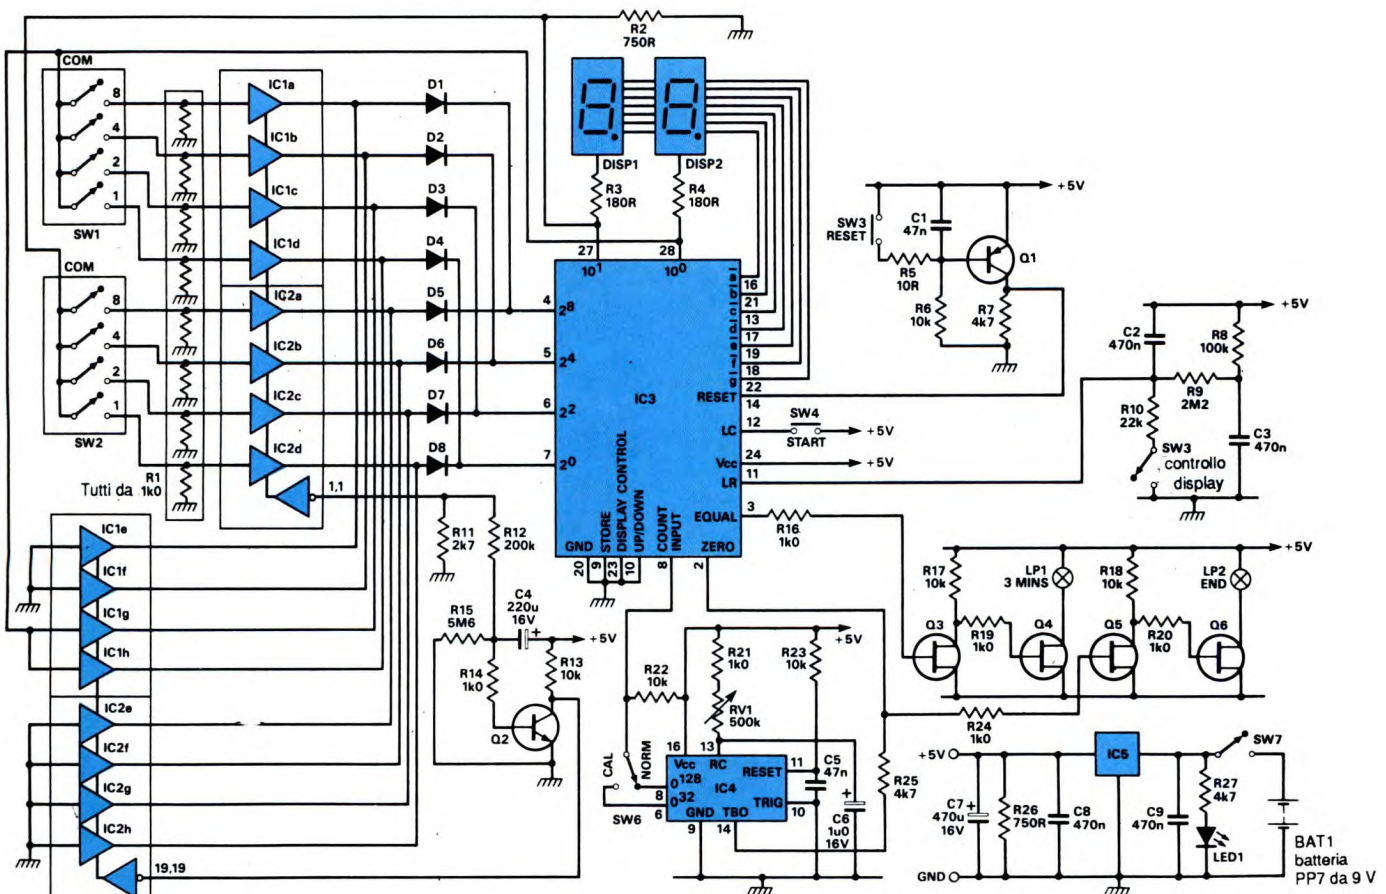 R2
750R
COM
8
4
2
1
SW1
COM
8
4
2
1
SW2
R1
1k0
Tutti da
IC1a
IC1b
IC1c
IC1d
IC2a
IC2b
IC2c
IC2d
1,1
D1
D2
D3
D4
D5
D6
D7
D8
DISP1
DISP2
R3
180R
R4
180R
27
28
10¹
10⁰
4
5
6
7
2⁸
2⁴
2²
2⁰
IC3
a
b
c
d
e
f
g
16
21
13
17
19
18
22
14
RESET
LC
12
SW4
START
+5V
Vcc
24
+5V
LR
11
EQUAL
3
R16
1k0
GND
STORE
DISPLAY CONTROL
UP/DOWN
COUNT
INPUT
ZERO
20
9
23
10
8
2
+5V
SW3
RESET
C1
47n
Q1
R5
10R
R6
10k
R7
4k7
+5V
C2
470n
R8
100k
R9
2M2
R10
22k
C3
470n
SW3
controllo
display
R11
2k7
R12
200k
R15
5M6
C4
220u
16V
+
+5V
R14
1k0
R13
10k
Q2
IC1e
IC1f
IC1g
IC1h
IC2e
IC2f
IC2g
IC2h
19,19
+5V
R22
10k
R21
1k0
R23
10k
RV1
500k
CAL
NORM
SW6
16
13
Vcc
RC
0¹²⁸
8
0³²
6
IC4
RESET
11
TRIG
10
GND
TBO
9
14
C5
47n
+
C6
1u0
16V
R25
4k7
R24
1k0
+5V
R17
10k
LP1
3 MINS
R18
10k
LP2
END
Q3
R19
1k0
Q4
Q5
R20
1k0
Q6
+5V
IC5
SW7
C7
470u
16V
+
R26
750R
C8
470n
C9
470n
R27
4k7
LED1
GND
BAT1
batteria
PP7 da 9 V